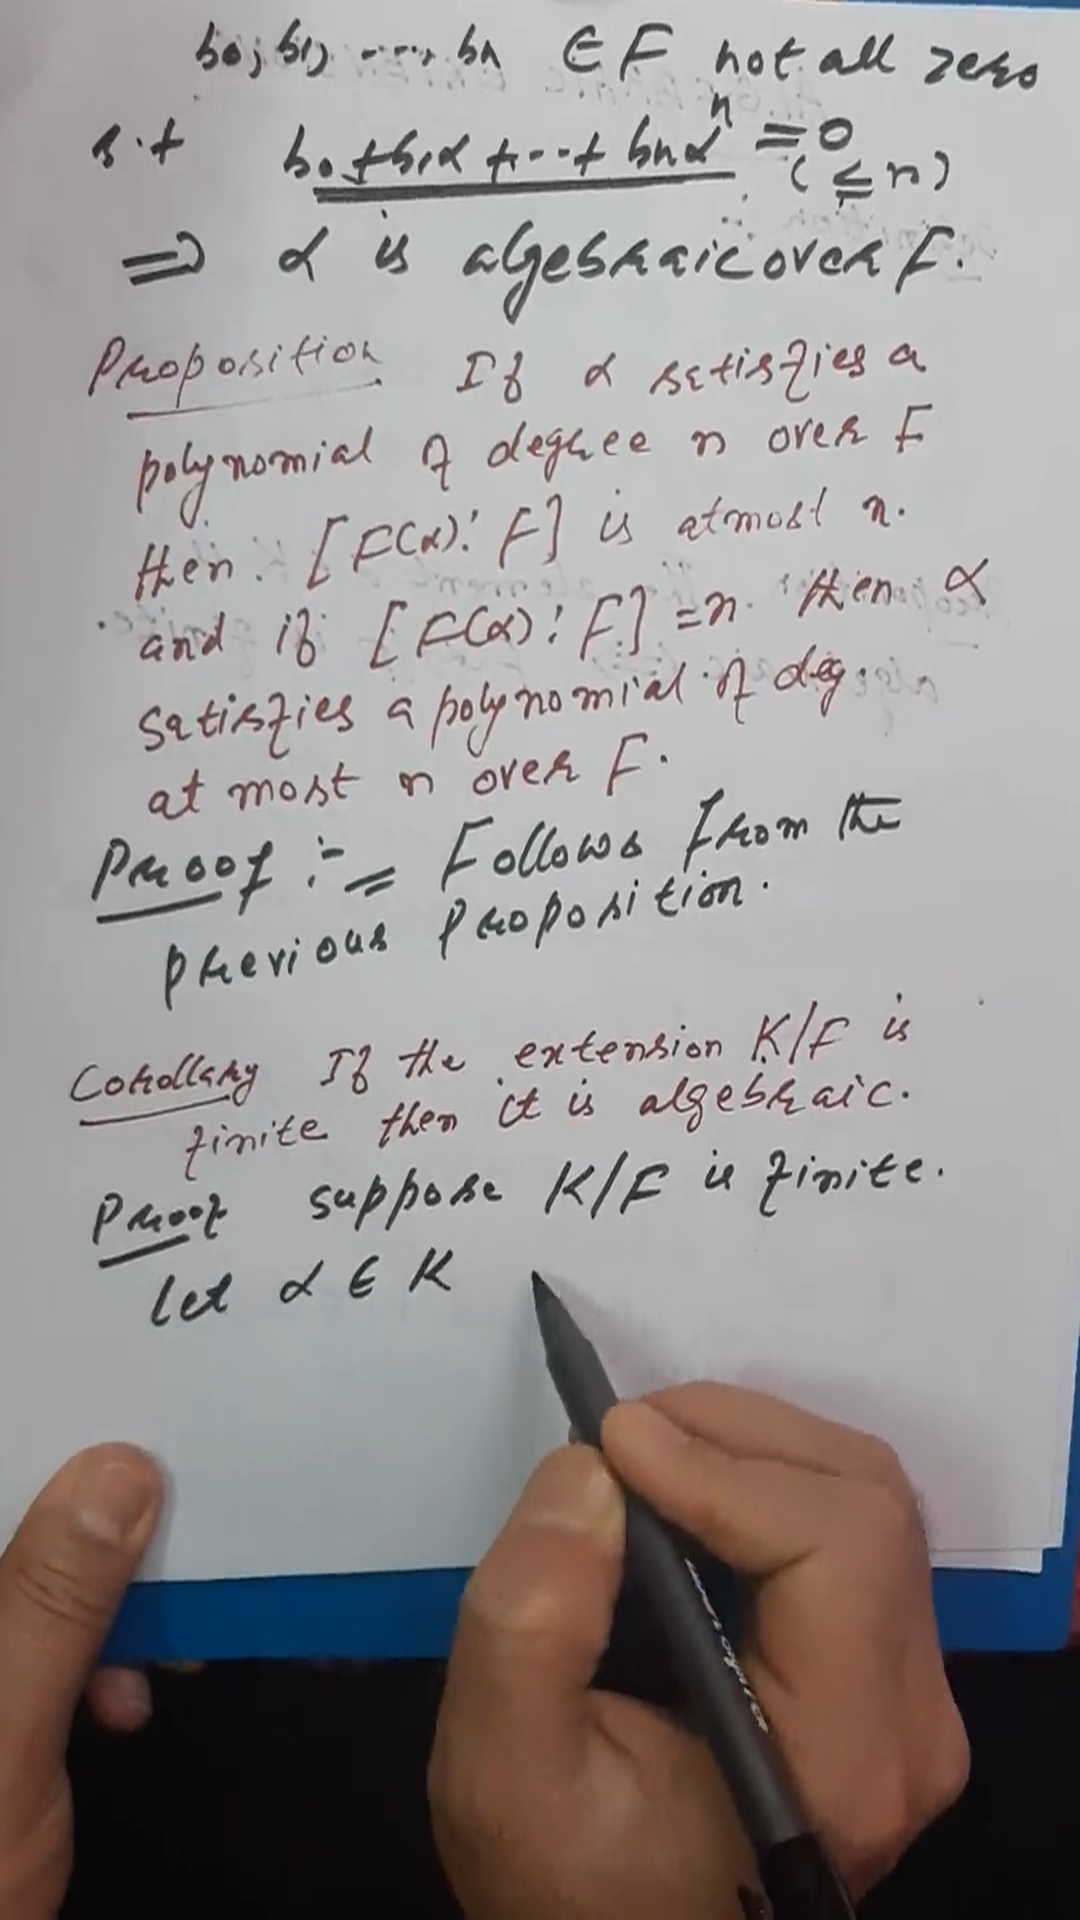 b0, b1, ...., bn ∈ F not all zero
s.t b0 + b1α + ... + bnα^n = 0
(≤ n)
⇒ α is algebraic over F.
Proposition If α satisfies a
polynomial of degree n over F
then [F(α): F] is atmost n.
and if [F(α): F] = n then α
satisfies a polynomial of deg.
at most n over F.
Proof :- Follows from the
previous proposition.
Corollary If the extension K/F is
finite then it is algebraic.
Proof suppose K/F is finite.
Let α ∈ K